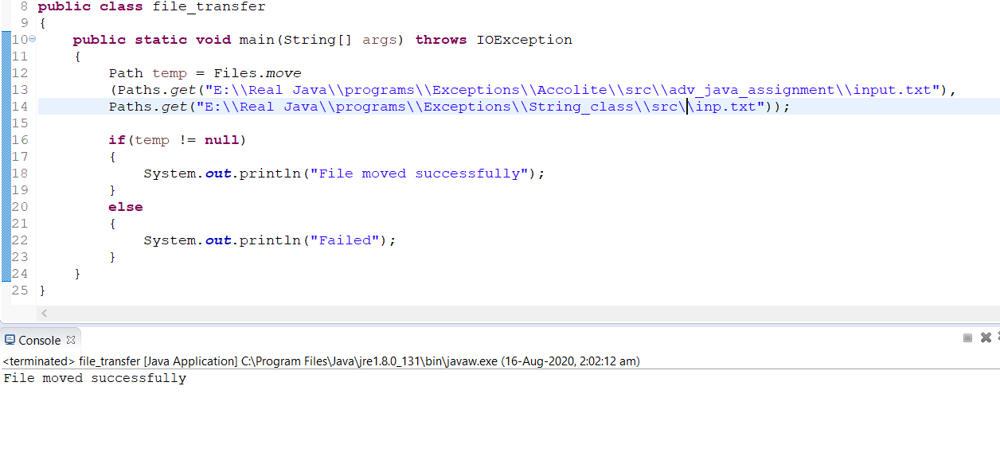 8 public class file_transfer
9 {
10 public static void main(String[] args) throws IOException
11 {
12 Path temp = Files.move
13 (Paths.get("E:\\Real Java\\programs\\Exceptions\\Accolite\\src\\adv_java_assignment\\input.txt"),
14 Paths.get("E:\\Real Java\\programs\\Exceptions\\String_class\\src\\inp.txt"));
15
16 if(temp != null)
17 {
18 System.out.println("File moved successfully");
19 }
20 else
21 {
22 System.out.println("Failed");
23 }
24 }
25 }
Console
<terminated> file_transfer [Java Application] C:\Program Files\Java\jre1.8.0_131\bin\javaw.exe (16-Aug-2020, 2:02:12 am)
File moved successfully